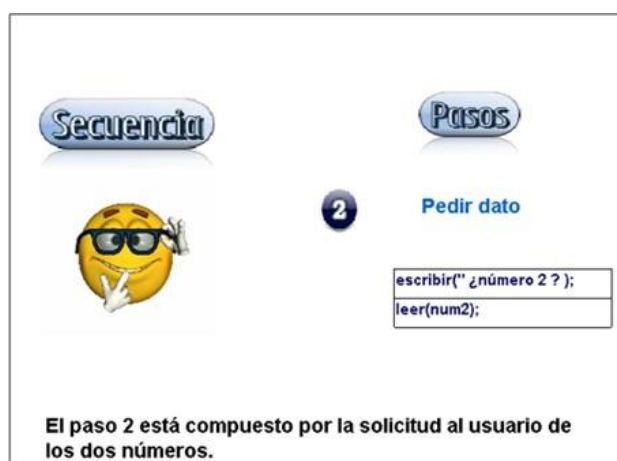 Secuencia
Pasos
2
Pedir dato
escribir(" ¿número 2 ? );
leer(num2);
El paso 2 está compuesto por la solicitud al usuario de
los dos números.